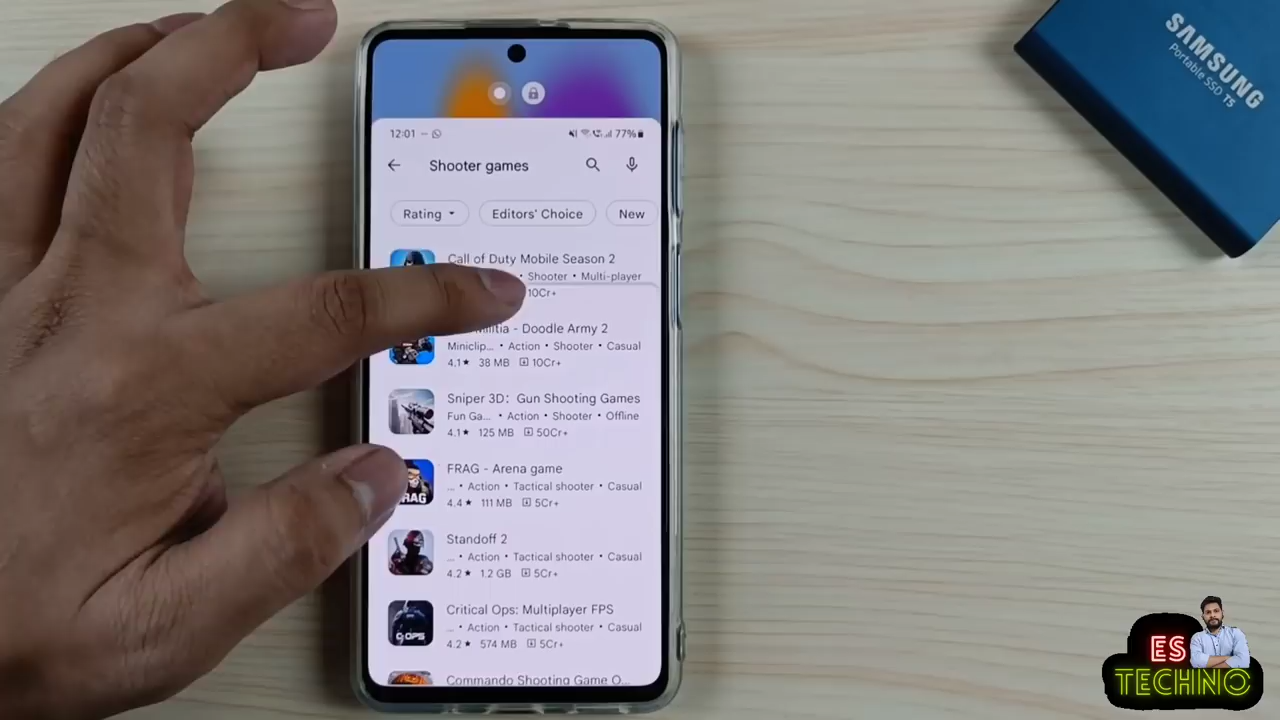 SAMSUNG
Portable SSD T5
12:01
77%
Shooter games
Rating
Editors' Choice
New
Call of Duty Mobile Season 2
• Shooter • Multi-player
10Cr+
Militia - Doodle Army 2
Miniclip... • Action • Shooter • Casual
4.1★ 38 MB 10Cr+
Sniper 3D: Gun Shooting Games
Fun Ga... • Action • Shooter • Offline
4.1★ 125 MB 50Cr+
FRAG - Arena game
... • Action • Tactical shooter • Casual
4.4★ 111 MB 5Cr+
RAG
Standoff 2
... • Action • Tactical shooter • Casual
4.2★ 1.2 GB 5Cr+
Critical Ops: Multiplayer FPS
... • Action • Tactical shooter • Casual
4.2★ 574 MB 5Cr+
C-OPS
Commando Shooting Game O...
ES
TECHNO